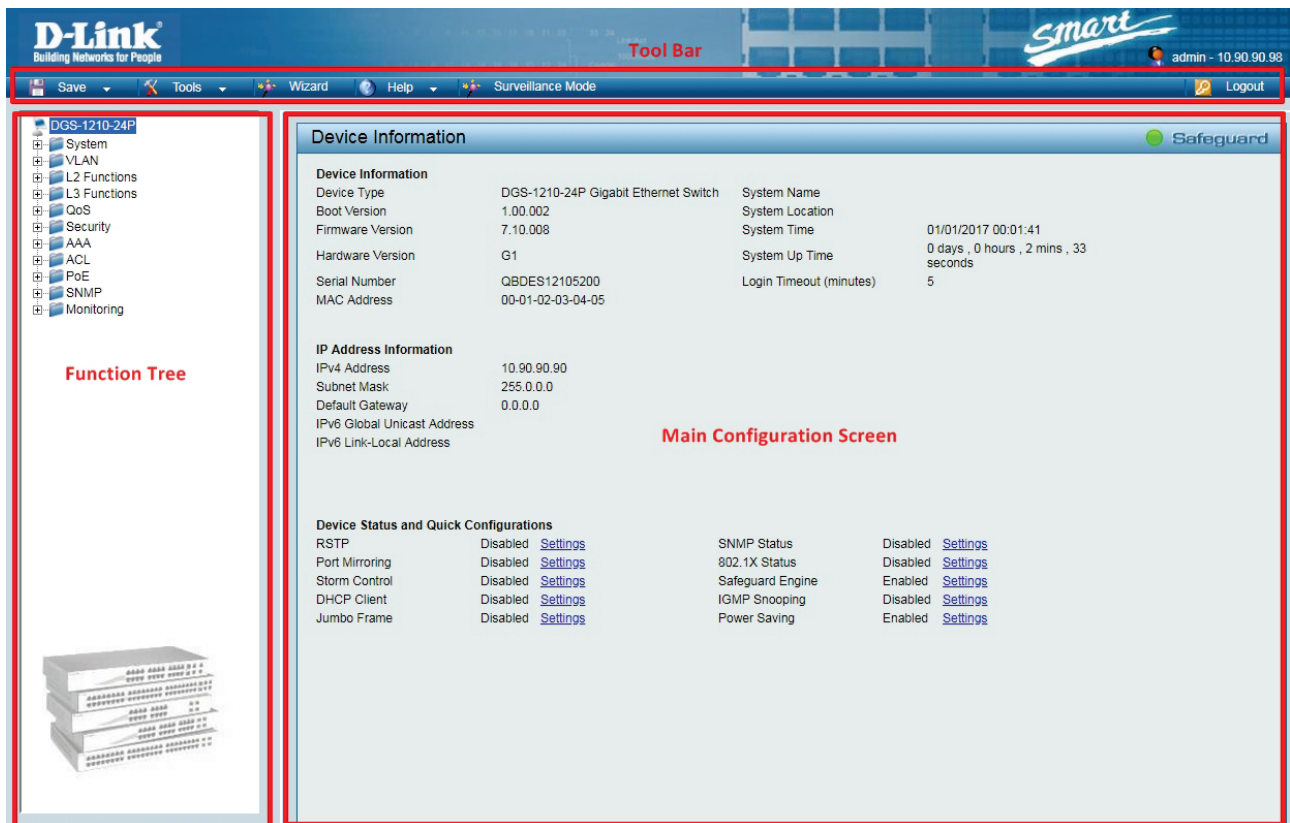 D-Link
Building Networks for People
Tool Bar
smart
admin - 10.90.90.98
Save Tools Wizard Help Surveillance Mode Logout
DGS-1210-24P
System
VLAN
L2 Functions
L3 Functions
QoS
Security
AAA
ACL
PoE
SNMP
Monitoring
Function Tree
Device Information Safeguard
Device Information
Device Type DGS-1210-24P Gigabit Ethernet Switch System Name
Boot Version 1.00.002 System Location
Firmware Version 7.10.008 System Time 01/01/2017 00:01:41
Hardware Version G1 System Up Time 0 days , 0 hours , 2 mins , 33 seconds
Serial Number QBDES12105200 Login Timeout (minutes) 5
MAC Address 00-01-02-03-04-05
IP Address Information
IPv4 Address 10.90.90.90
Subnet Mask 255.0.0.0
Default Gateway 0.0.0.0
IPv6 Global Unicast Address
IPv6 Link-Local Address
Main Configuration Screen
Device Status and Quick Configurations
RSTP Disabled Settings SNMP Status Disabled Settings
Port Mirroring Disabled Settings 802.1X Status Disabled Settings
Storm Control Disabled Settings Safeguard Engine Enabled Settings
DHCP Client Disabled Settings IGMP Snooping Disabled Settings
Jumbo Frame Disabled Settings Power Saving Enabled Settings